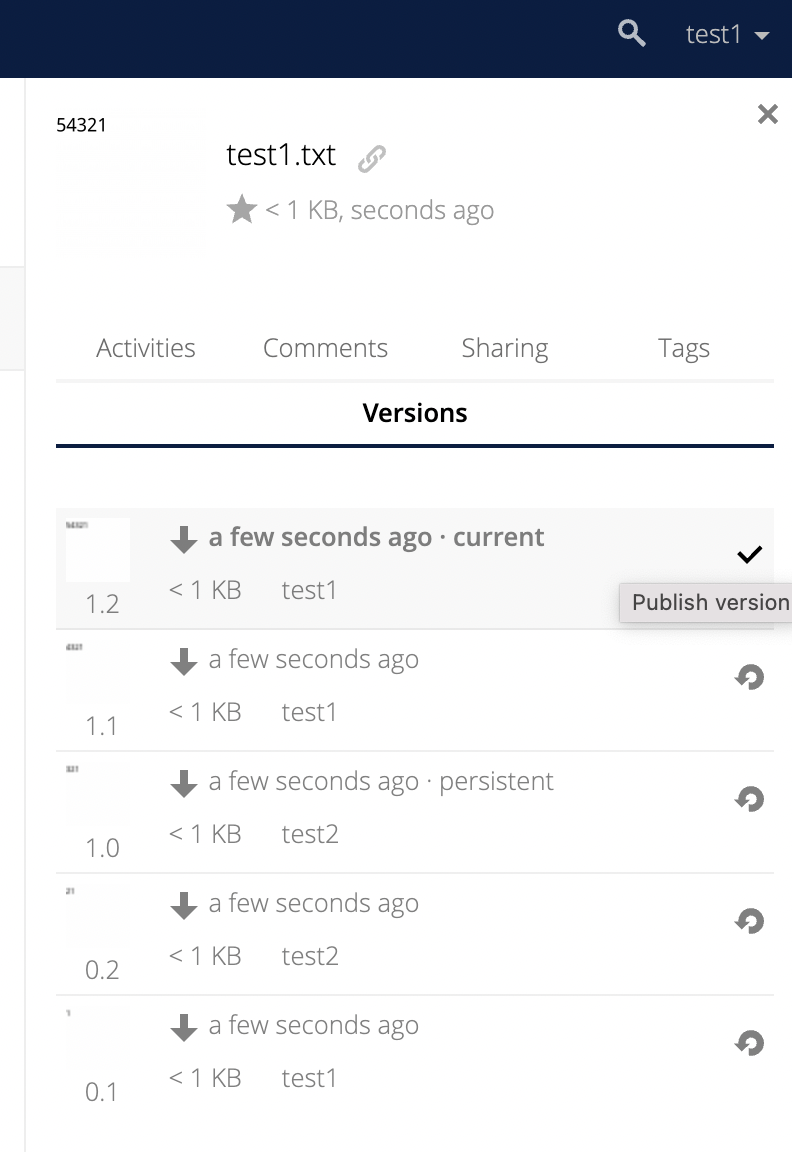 test1
54321
test1.txt
< 1 KB, seconds ago
Activities Comments Sharing Tags
Versions
54321
a few seconds ago · current
< 1 KB test1
1.2
Publish version
4321
a few seconds ago
< 1 KB test1
1.1
321
a few seconds ago · persistent
< 1 KB test2
1.0
21
a few seconds ago
< 1 KB test2
0.2
1
a few seconds ago
< 1 KB test1
0.1